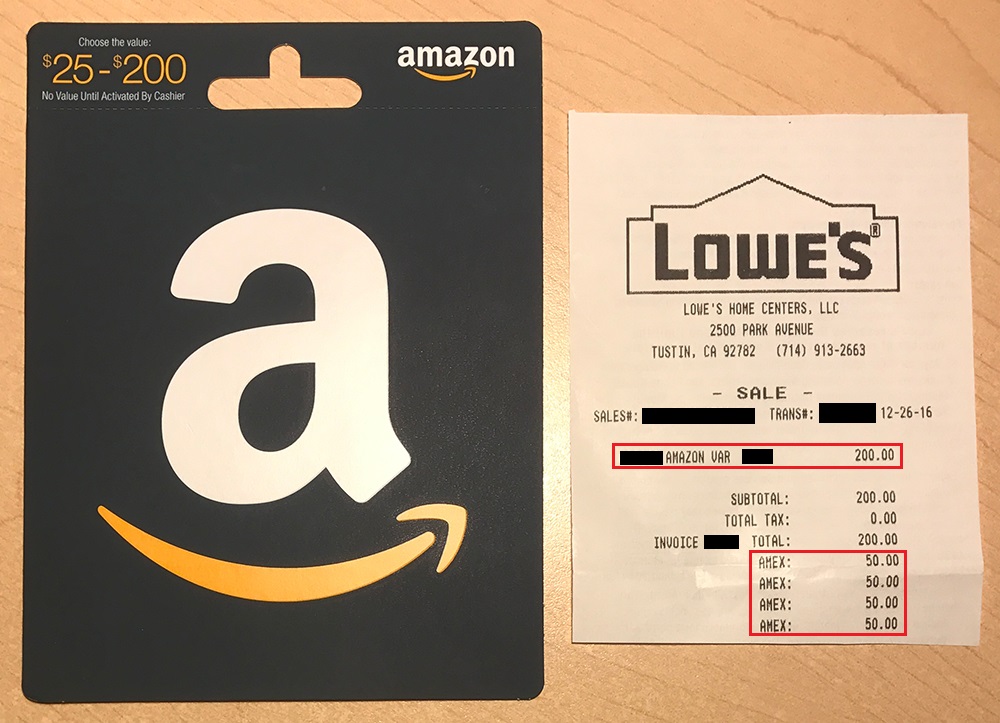 Choose the value:
$25-$200
No Value Until Activated By Cashier
amazon
a
LOWE'S®
LOWE'S HOME CENTERS, LLC
2500 PARK AVENUE
TUSTIN, CA 92782 (714) 913-2663
- SALE -
SALES#: TRANS#: 12-26-16
AMAZON VAR 200.00
SUBTOTAL: 200.00
TOTAL TAX: 0.00
INVOICE TOTAL: 200.00
AMEX: 50.00
AMEX: 50.00
AMEX: 50.00
AMEX: 50.00